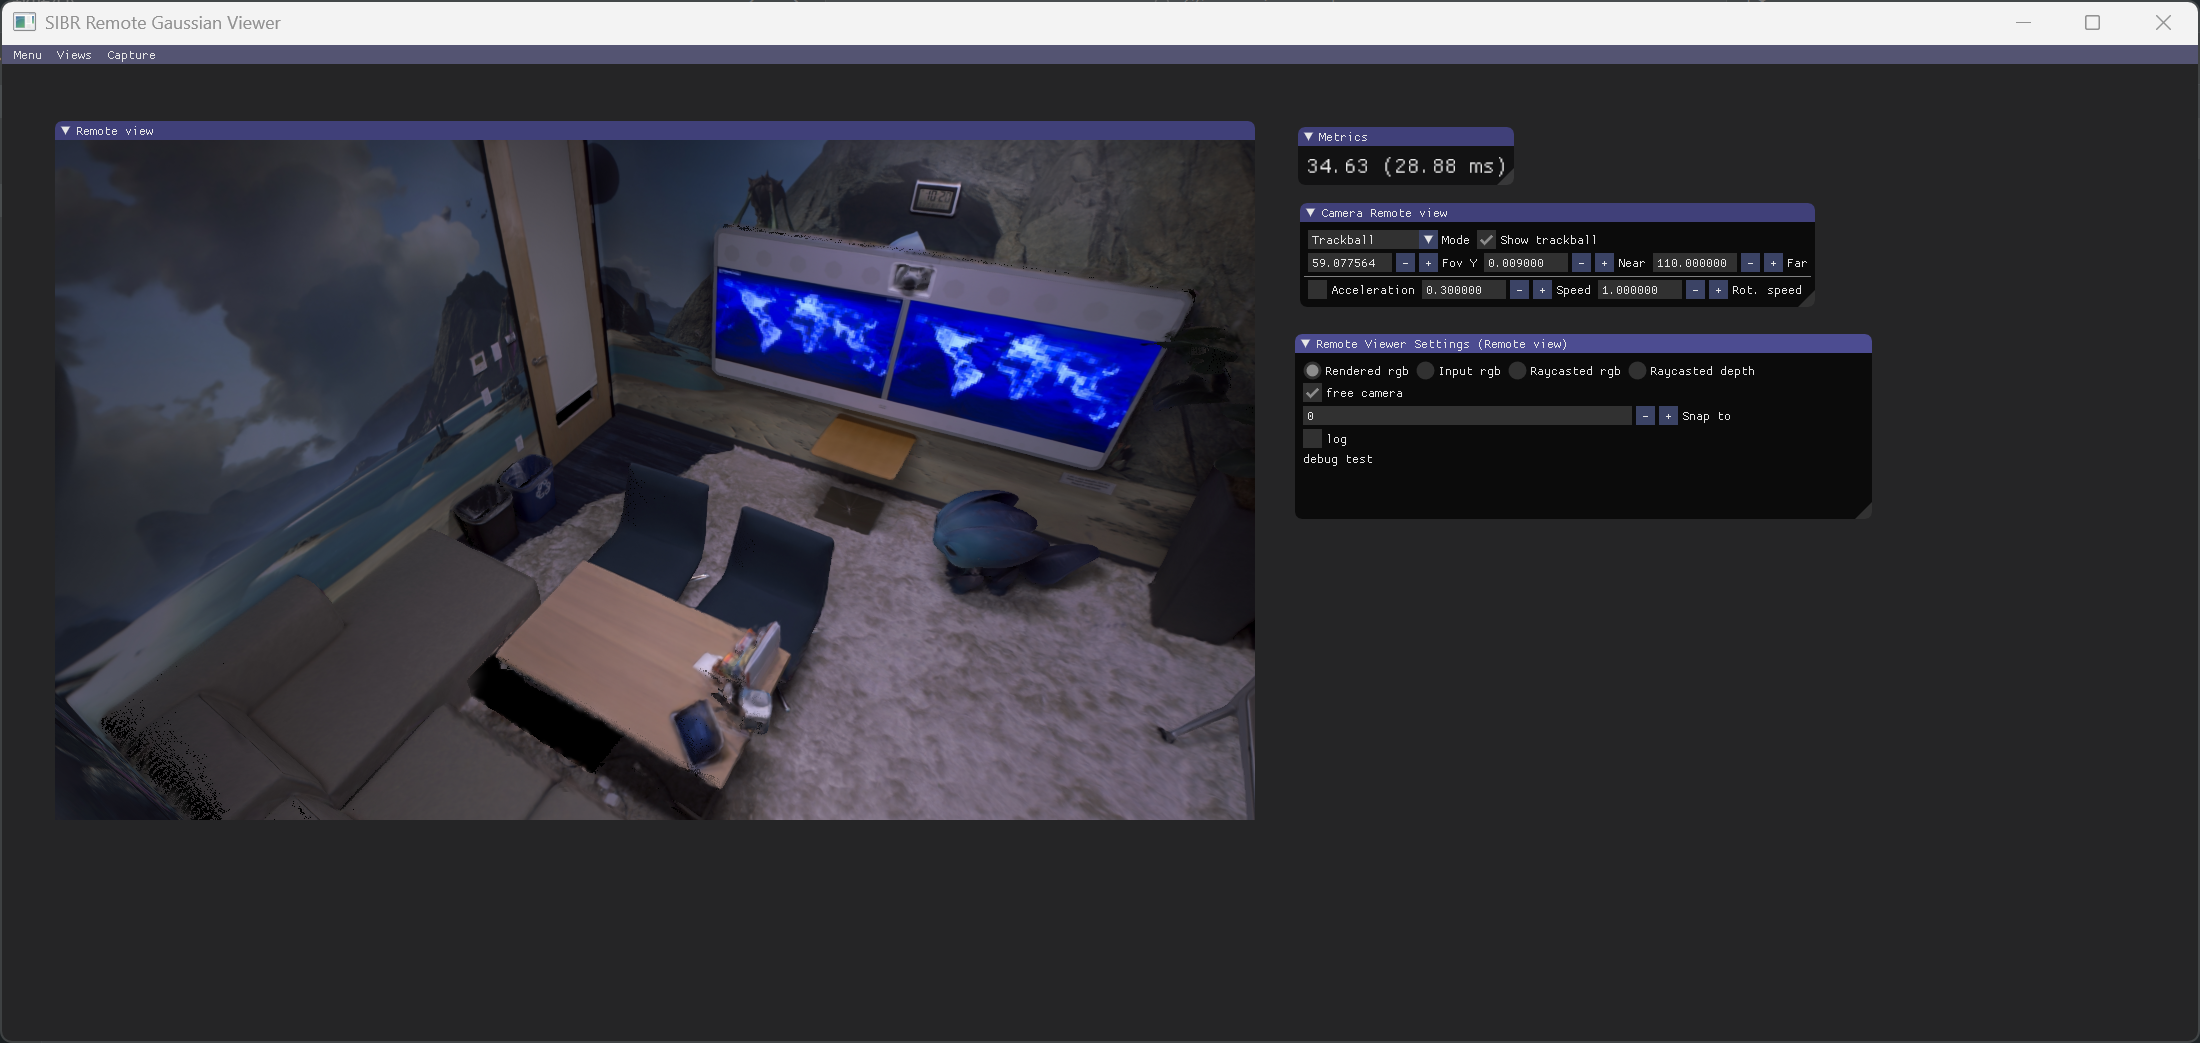 SIBR Remote Gaussian Viewer
Menu Views Capture
Remote view
10:20
Metrics
34.63 (28.88 ms)
Camera Remote view
Trackball Mode Show trackball
59.077564 - + Fov Y 0.009000 - + Near 110.000000 - + Far
Acceleration 0.300000 - + Speed 1.000000 - + Rot. speed
Remote Viewer Settings (Remote view)
Rendered rgb Input rgb Raycasted rgb Raycasted depth
free camera
0 - + Snap to
log
debug test